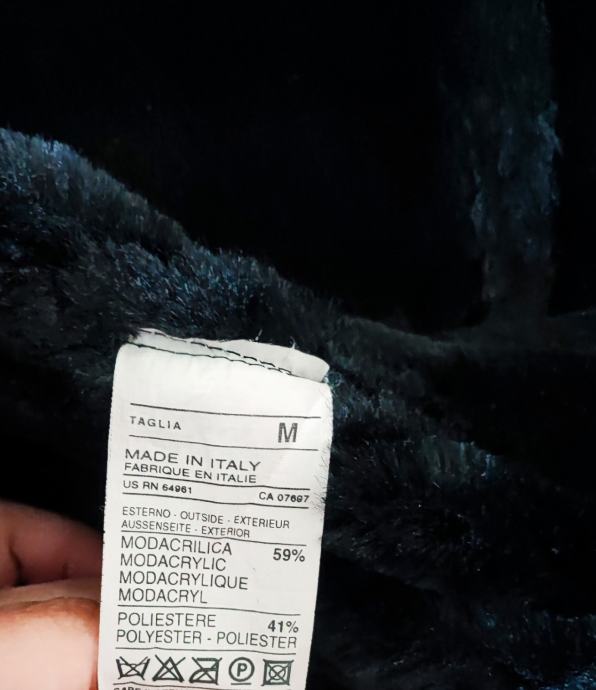 TAGLIA M
MADE IN ITALY
FABRIQUE EN ITALIE
US RN 64961 CA 07697
ESTERNO - OUTSIDE - EXTERIEUR
AUSSENSEITE - EXTERIOR
MODACRILICA 59%
MODACRYLIC
MODACRYLIQUE
MODACRYL
POLIESTERE 41%
POLYESTER - POLIESTER
P